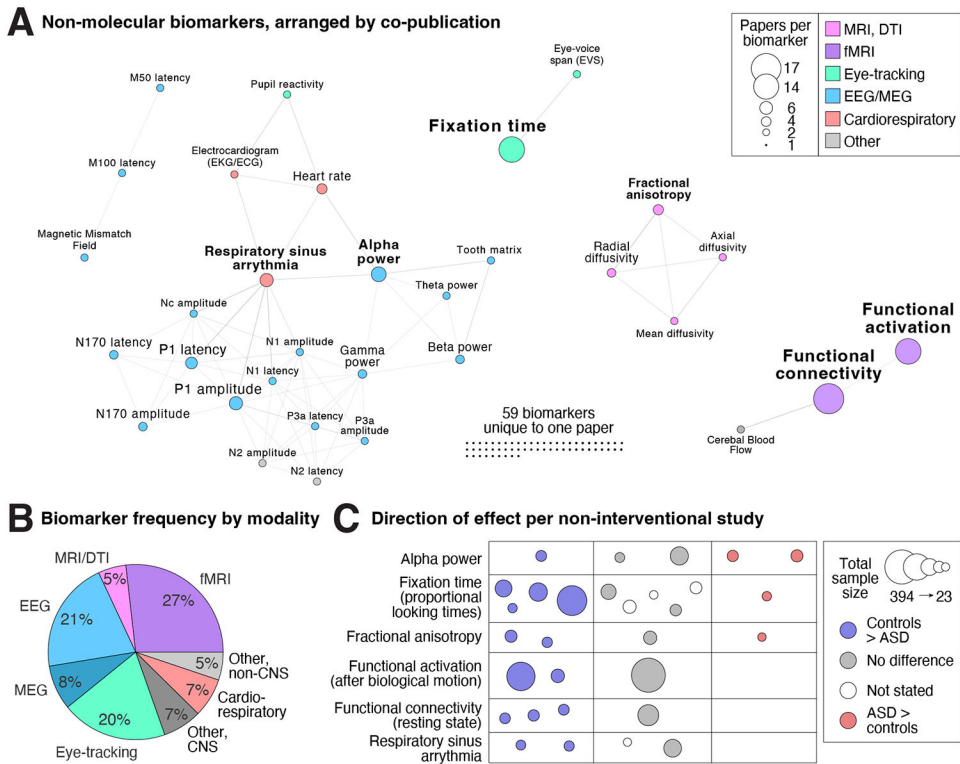 A Non-molecular biomarkers, arranged by co-publication
Papers per
biomarker
17
14
6
4
2
1
MRI, DTI
fMRI
Eye-tracking
EEG/MEG
Cardiorespiratory
Other
Eye-voice
span (EVS)
M50 latency
Pupil reactivity
Fixation time
Electrocardiogram
(EKG/ECG)
M100 latency
Heart rate
Fractional
anisotropy
Magnetic Mismatch
Field
Respiratory sinus
arrythmia
Alpha
power
Tooth matrix
Radial
diffusivity
Axial
diffusivity
Theta power
Nc amplitude
Mean diffusivity
Functional
activation
N170 latency
P1 latency
N1 amplitude
Gamma
power
Beta power
Functional
connectivity
N1 latency
P1 amplitude
N170 amplitude
P3a latency
P3a
amplitude
59 biomarkers
unique to one paper
Cerebal Blood
Flow
N2 amplitude
N2 latency
B Biomarker frequency by modality
MRI/DTI
5%
fMRI
27%
EEG
21%
MEG
8%
Eye-tracking
20%
Other,
CNS
7%
Cardio-
respiratory
7%
Other,
non-CNS
5%
C Direction of effect per non-interventional study
Alpha power
Fixation time
(proportional
looking times)
Fractional anisotropy
Functional activation
(after biological motion)
Functional connectivity
(resting state)
Respiratory sinus
arrythmia
Total
sample
size
394 → 23
Controls
> ASD
No difference
Not stated
ASD >
controls